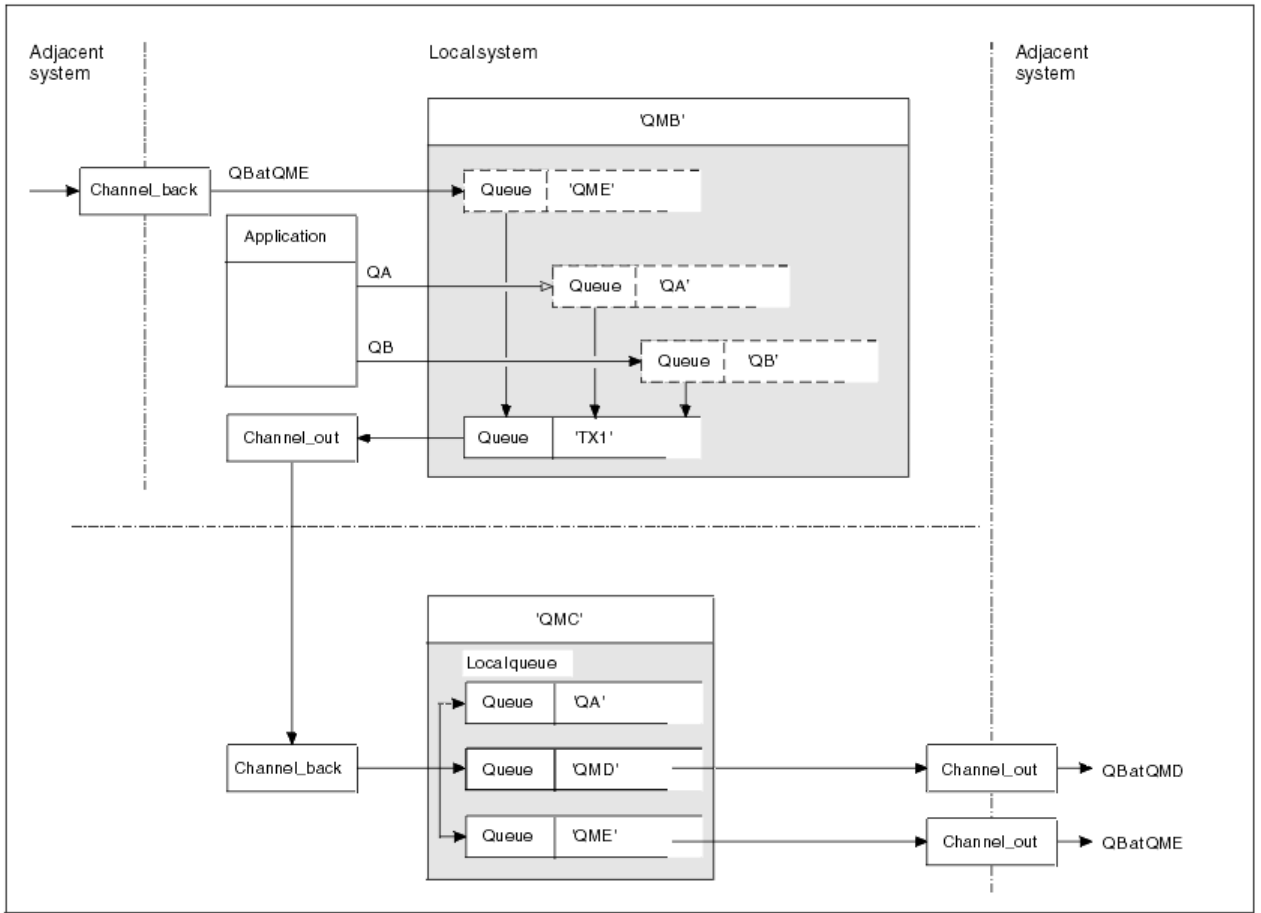 Adjacent
system
Localsystem
Adjacent
system
'QMB'
Channel_back
QBatQME
Queue 'QME'
Application
QA
Queue 'QA'
QB
Queue 'QB'
Channel_out
Queue 'TX1'
'QMC'
Localqueue
Queue 'QA'
Channel_back
Queue 'QMD'
Channel_out
QBatQMD
Queue 'QME'
Channel_out
QBatQME